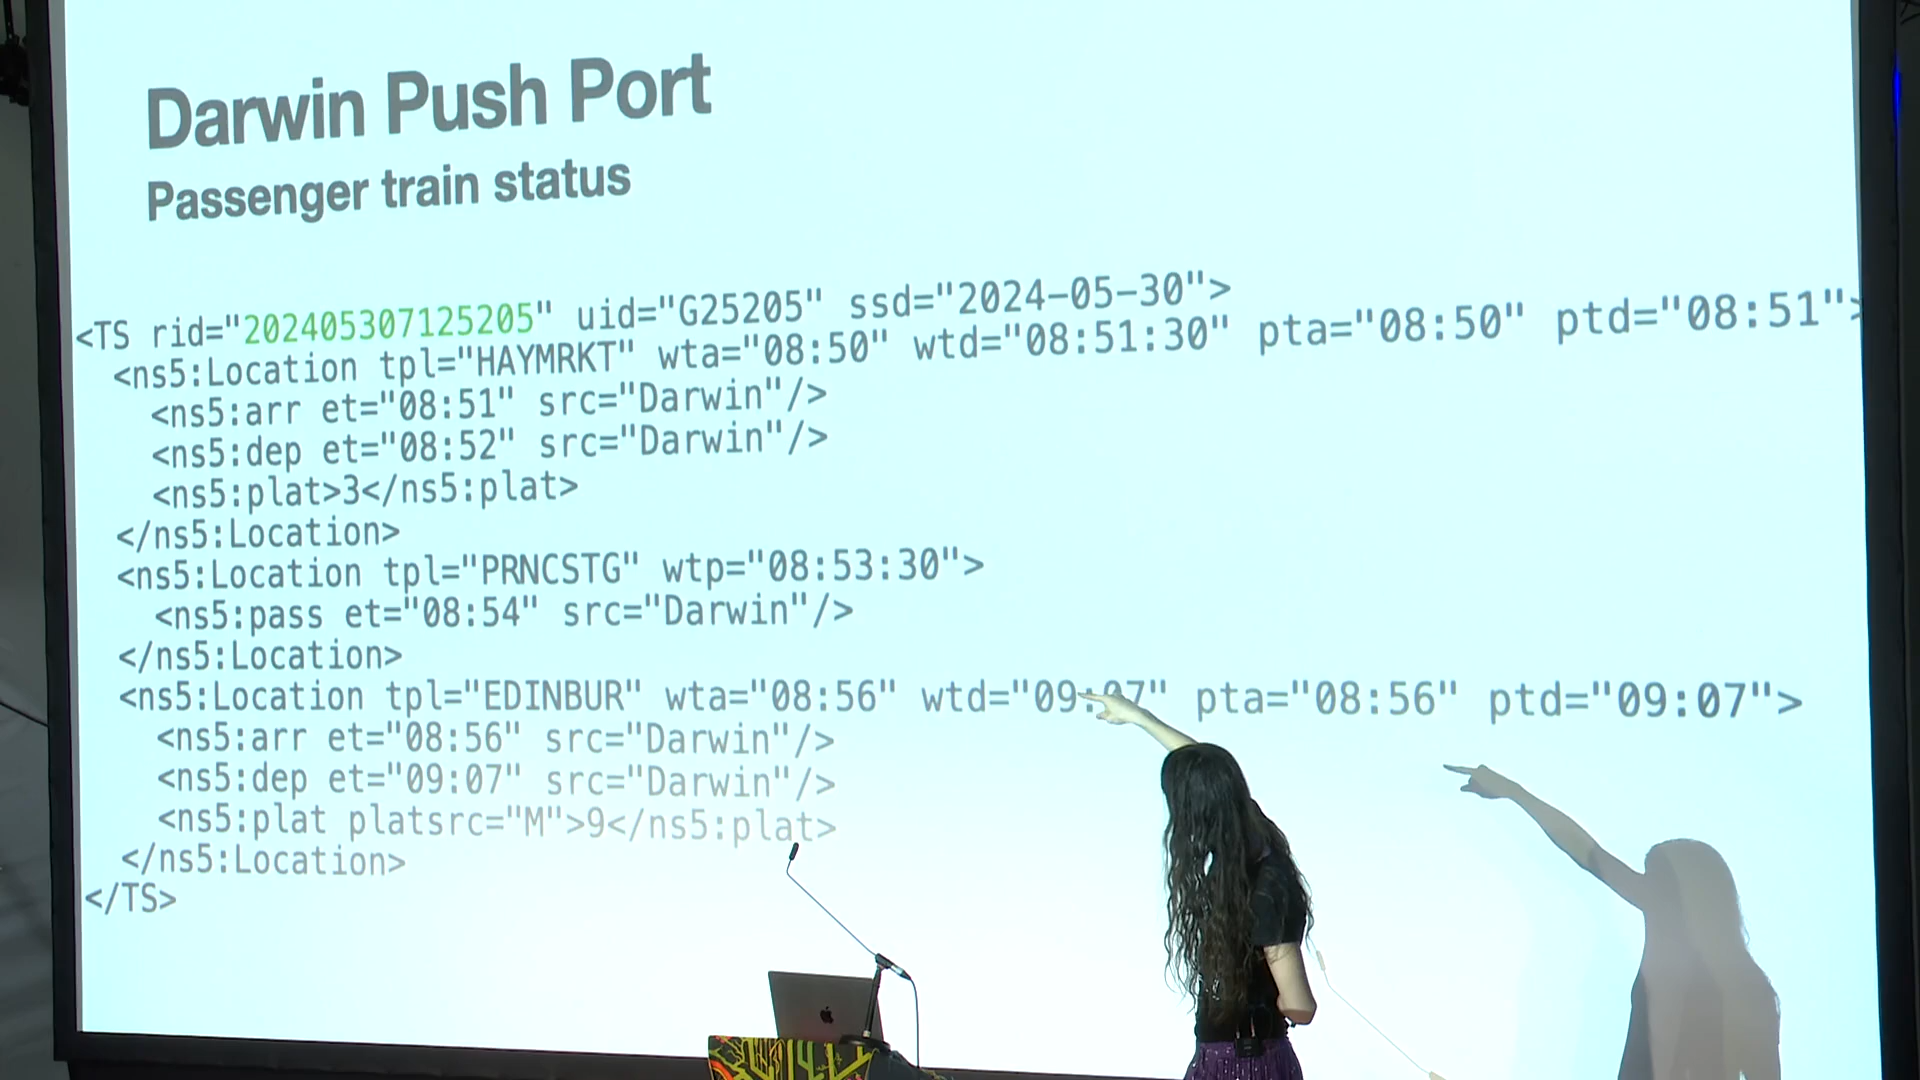 Darwin Push Port
Passenger train status
<TS rid="202405307125205" uid="G25205" ssd="2024-05-30">
<ns5:Location tpl="HAYMRKT" wta="08:50" wtd="08:51:30" pta="08:50" ptd="08:51">
<ns5:arr et="08:51" src="Darwin"/>
<ns5:dep et="08:52" src="Darwin"/>
<ns5:plat>3</ns5:plat>
</ns5:Location>
<ns5:Location tpl="PRNCSTG" wtp="08:53:30">
<ns5:pass et="08:54" src="Darwin"/>
</ns5:Location>
<ns5:Location tpl="EDINBUR" wta="08:56" wtd="09:07" pta="08:56" ptd="09:07">
<ns5:arr et="08:56" src="Darwin"/>
<ns5:dep et="09:07" src="Darwin"/>
<ns5:plat platsrc="M">9</ns5:plat>
</ns5:Location>
</TS>